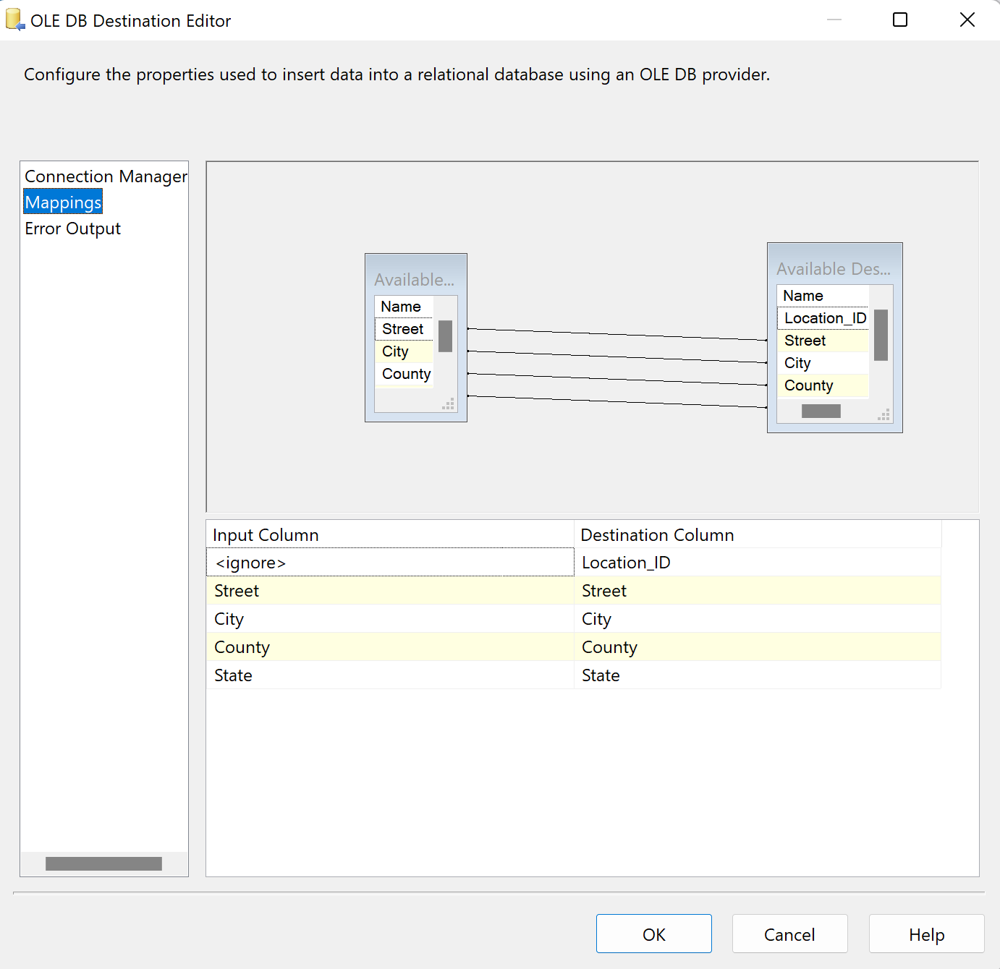 OLE DB Destination Editor
Configure the properties used to insert data into a relational database using an OLE DB provider.
Connection Manager
Mappings
Error Output
Available...
Name
Street
City
County
Available Des...
Name
Location_ID
Street
City
County
Input Column Destination Column
<ignore> Location_ID
Street Street
City City
County County
State State
OK Cancel Help